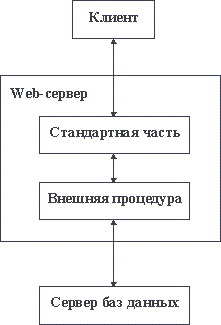 Клиент
Web-сервер
Стандартная часть
Внешняя процедура
Сервер баз данных